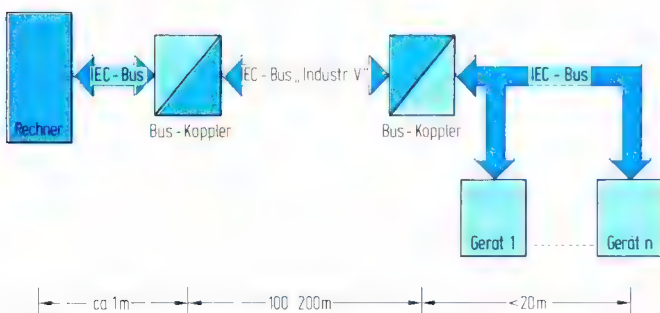 Rechner
IEC-Bus
Bus-Koppler
IEC-Bus „Industr V"
Bus-Koppler
IEC-Bus
Gerät 1
Gerät n
ca 1m
100 200m
<20m